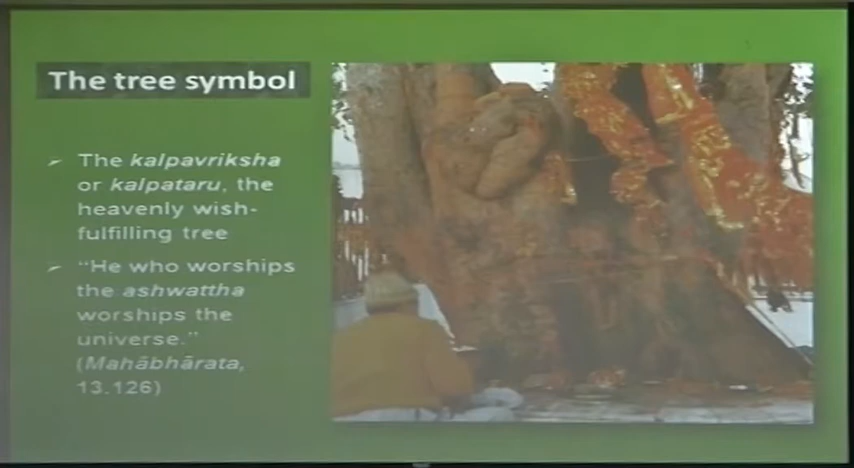 The tree symbol
The kalpavriksha
or kalpataru, the
heavenly wish-
fulfilling tree
"He who worships
the ashwattha
worships the
universe."
(Mahābhārata,
13.126)